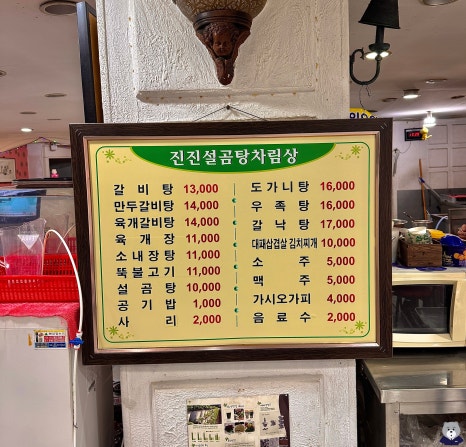 진진설곰탕차림상
갈비탕 13,000
만두갈비탕 14,000
육개갈비탕 14,000
육개장 11,000
소내장탕 11,000
뚝불고기 11,000
설곰탕 10,000
공기밥 1,000
사리 2,000
도가니탕 16,000
우족탕 16,000
갈낙탕 17,000
대패삼겹살 김치찌개 10,000
소주 5,000
맥주 5,000
가시오가피 4,000
음료수 2,000